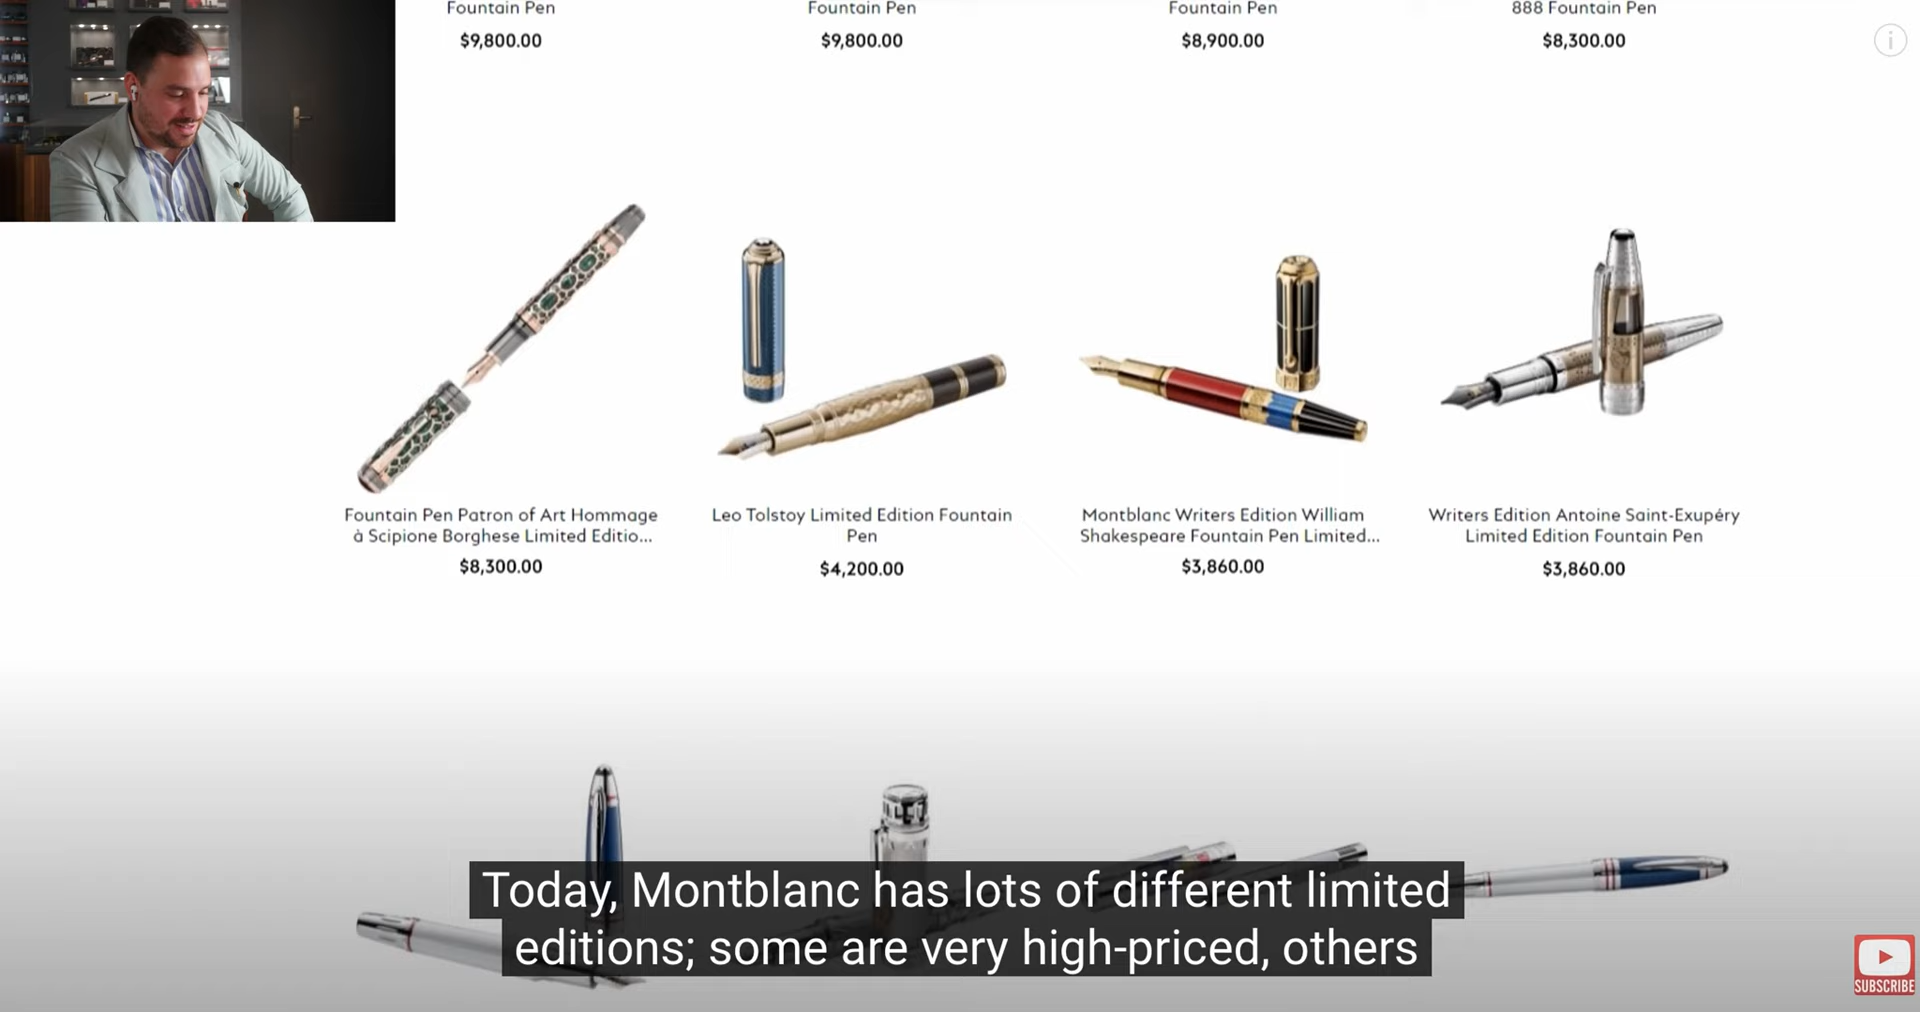 Fountain Pen
$9,800.00
Fountain Pen
$9,800.00
Fountain Pen
$8,900.00
888 Fountain Pen
$8,300.00
Fountain Pen Patron of Art Hommage
à Scipione Borghese Limited Editio...
$8,300.00
Leo Tolstoy Limited Edition Fountain
Pen
$4,200.00
Montblanc Writers Edition William
Shakespeare Fountain Pen Limited...
$3,860.00
Writers Edition Antoine Saint-Exupéry
Limited Edition Fountain Pen
$3,860.00
Today, Montblanc has lots of different limited
editions; some are very high-priced, others
SUBSCRIBE